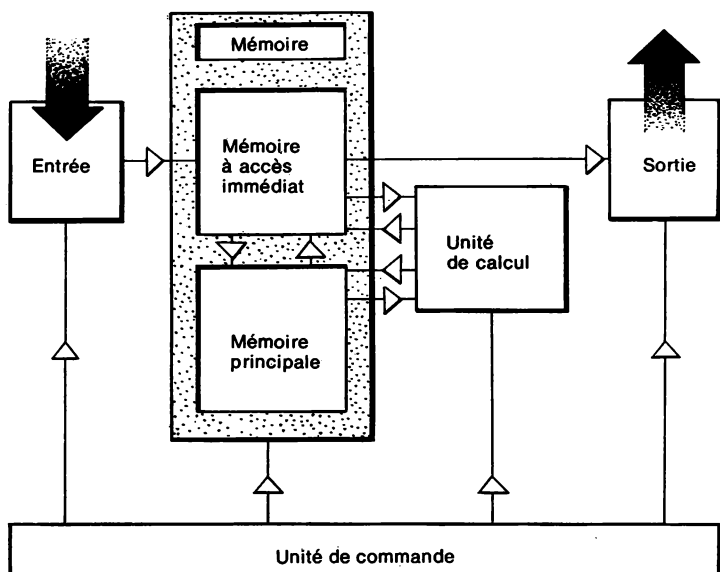 Mémoire
Entrée
Mémoire
à accès
immédiat
Sortie
Unité
de calcul
Mémoire
principale
Unité de commande